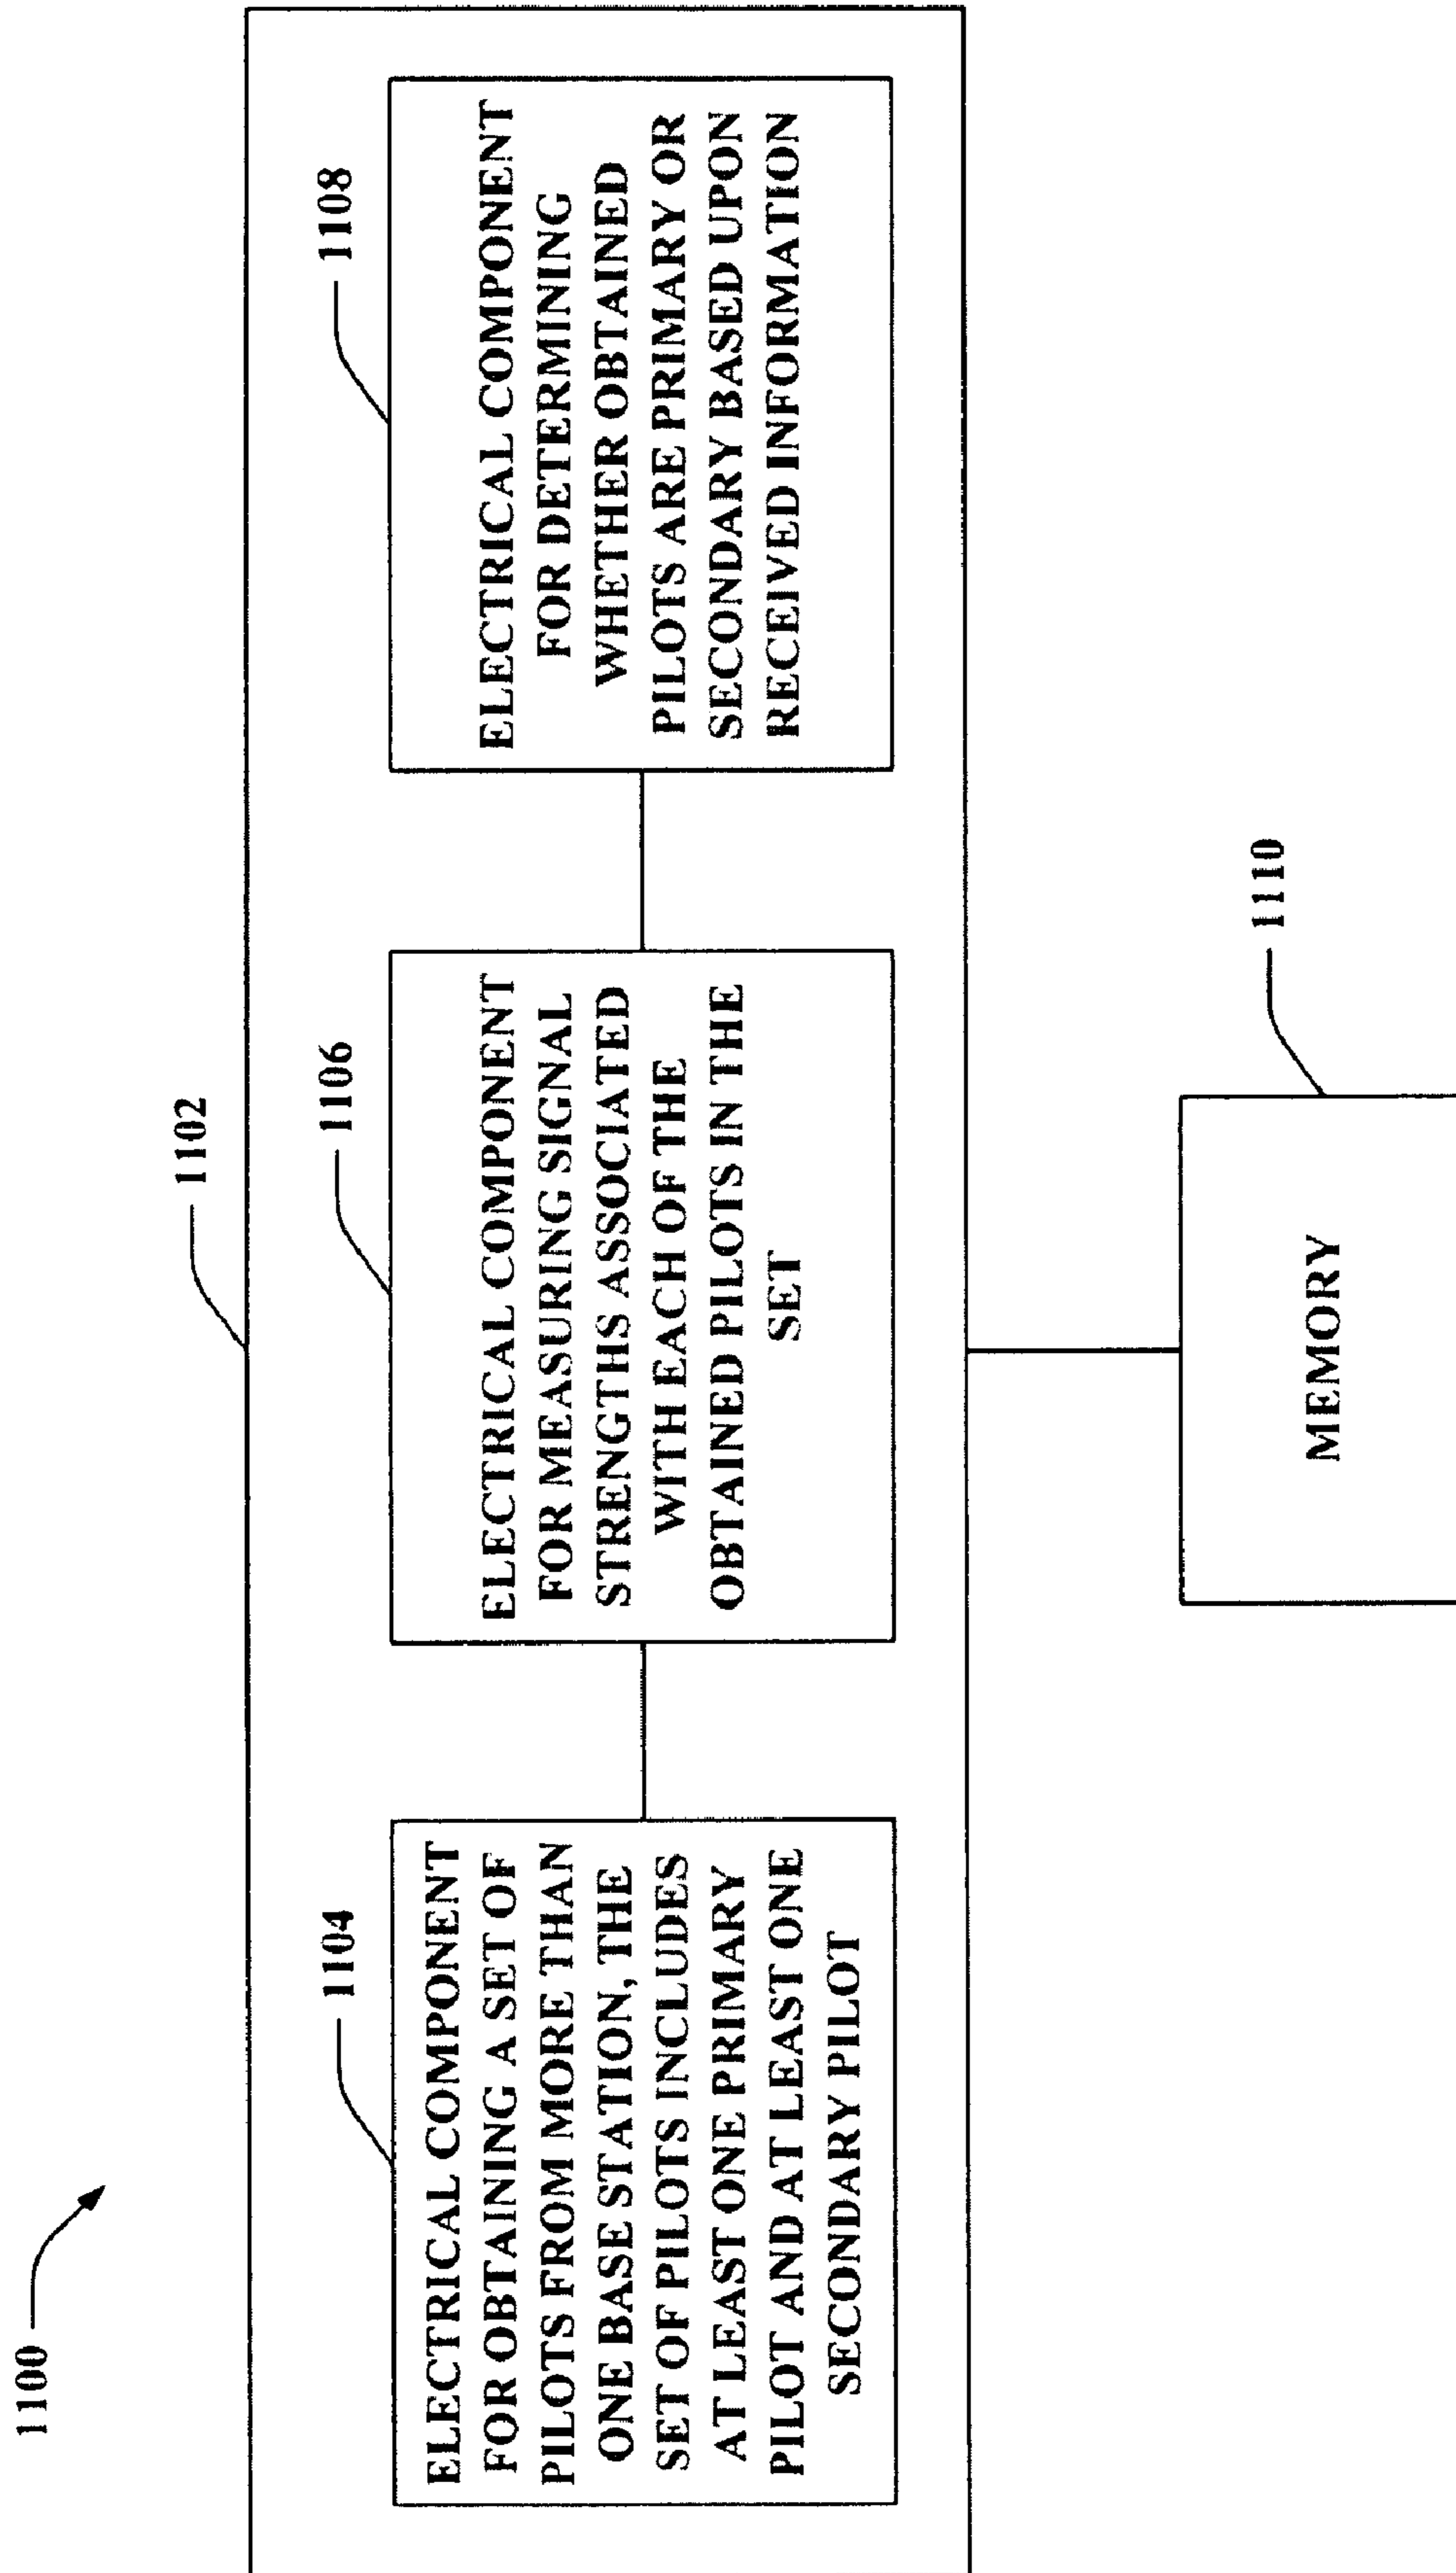 1100
1102
1104
ELECTRICAL COMPONENT
FOR OBTAINING A SET OF
PILOTS FROM MORE THAN
ONE BASE STATION, THE
SET OF PILOTS INCLUDES
AT LEAST ONE PRIMARY
PILOT AND AT LEAST ONE
SECONDARY PILOT
1106
ELECTRICAL COMPONENT
FOR MEASURING SIGNAL
STRENGTHS ASSOCIATED
WITH EACH OF THE
OBTAINED PILOTS IN THE
SET
1108
ELECTRICAL COMPONENT
FOR DETERMINING
WHETHER OBTAINED
PILOTS ARE PRIMARY OR
SECONDARY BASED UPON
RECEIVED INFORMATION
1110
MEMORY